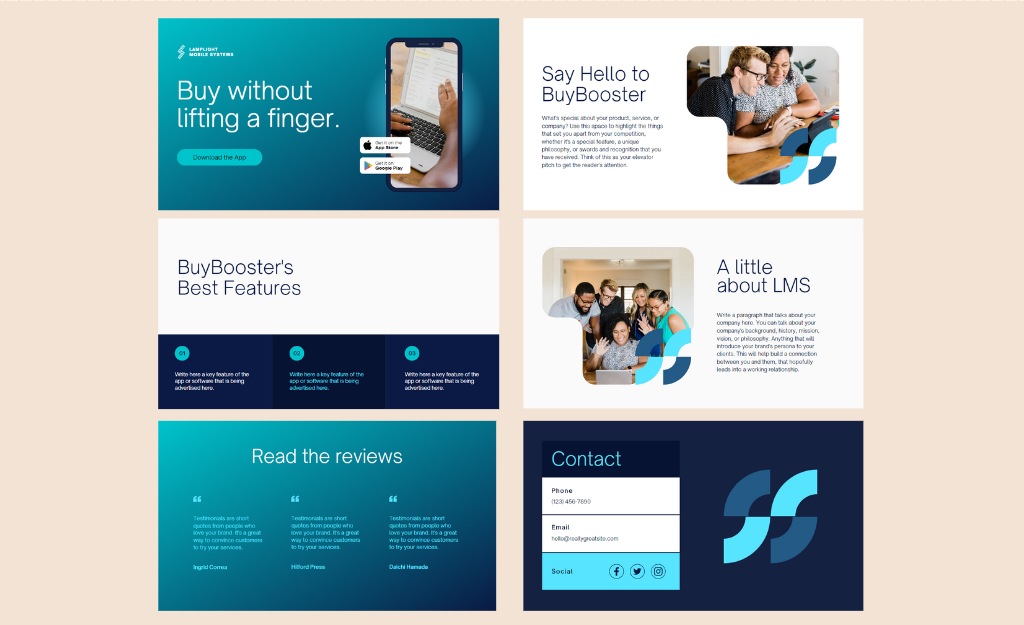 LAMPLIGHT
MOBILE SYSTEMS
Buy without
lifting a finger.
Download the App
Get it on the
App Store
Get it on
Google Play
Say Hello to
BuyBooster
What's special about your product, service, or
company? Use this space to highlight the things
that set you apart from your competition,
whether it's a special feature, a unique
philosophy, or awards and recognition that you
have received. Think of this as your elevator
pitch to get the reader's attention.
BuyBooster's
Best Features
01
Write here a key feature of the
app or software that is being
advertised here.
02
Write here a key feature of the
app or software that is being
advertised here.
03
Write here a key feature of the
app or software that is being
advertised here.
A little
about LMS
Write a paragraph that talks about your
company here. You can talk about your
company's background, history, mission,
vision, or philosophy. Anything that will
introduce your brand's persona to your
clients. This will help build a connection
between you and them, that hopefully
leads into a working relationship.
Read the reviews
“
Testimonials are short
quotes from people who
love your brand. It's a great
way to convince customers
to try your services.
Ingrid Correa
“
Testimonials are short
quotes from people who
love your brand. It's a great
way to convince customers
to try your services.
Hilford Press
“
Testimonials are short
quotes from people who
love your brand. It's a great
way to convince customers
to try your services.
Daichi Hamada
Contact
Phone
(123) 456-7890
Email
hello@reallygreatsite.com
Social